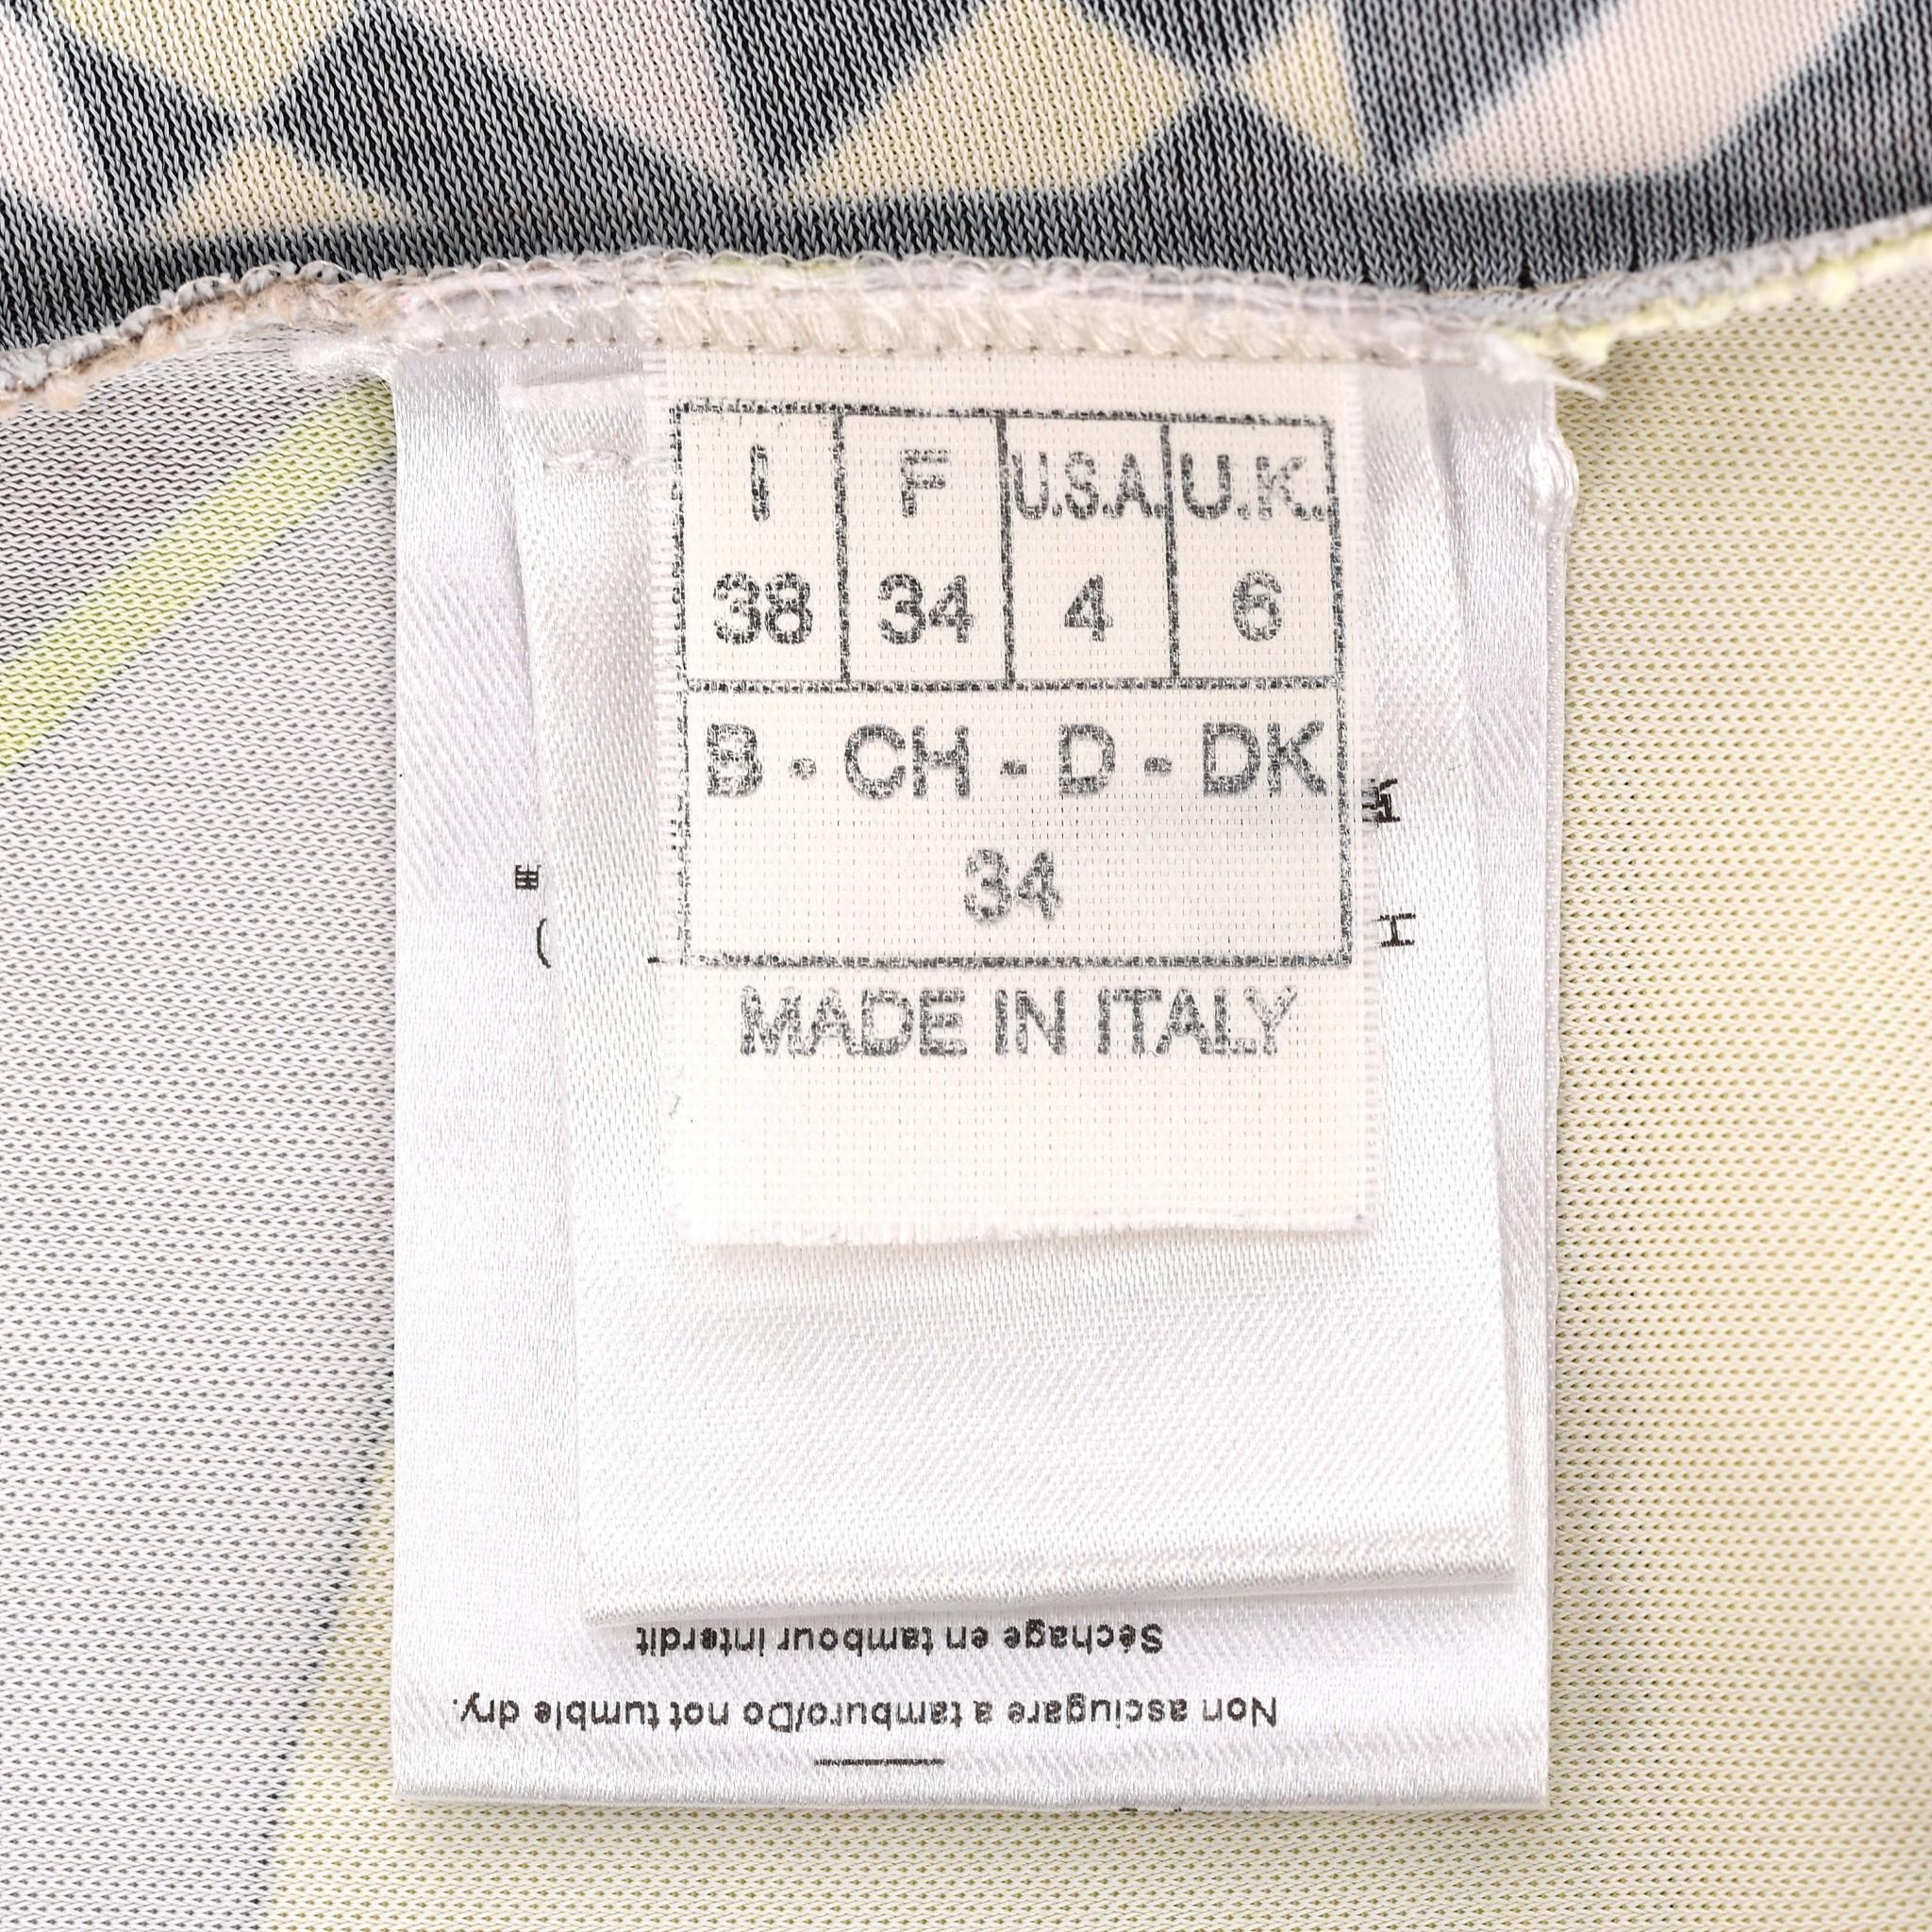 I F U.S.A. U.K.
38 34 4 6
B - CH - D - DK
34
MADE IN ITALY
Séchage en tambour interdit
Non asciugare a tamburo/Do not tumble dry.